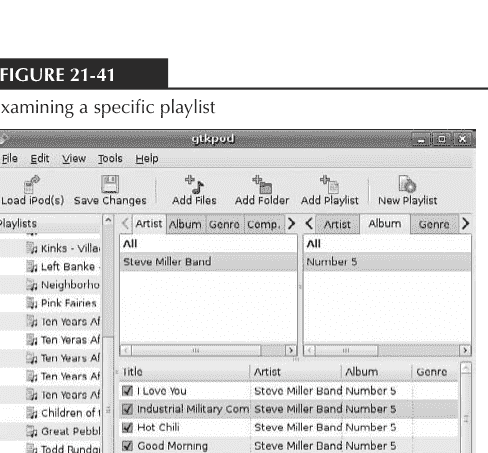 FIGURE 21-41
xamining a specific playlist
gtkpod
File Edit View Tools Help
Load iPod(s) Save Changes Add Files Add Folder Add Playlist New Playlist
Playlists
Artist Album Genre Comp. Artist Album Genre
All All
Steve Miller Band Number 5
Kinks - Villa
Left Banke -
Neighborho
Pink Fairies
Ten Years Af
Ten Yeras Af
Ten Years Af
Ten Years Af
Ten Years Af
Children of t
Great Pebbl
Todd Rundgr
Title Artist Album Genre
I Love You Steve Miller Band Number 5
Industrial Military Com Steve Miller Band Number 5
Hot Chili Steve Miller Band Number 5
Good Morning Steve Miller Band Number 5